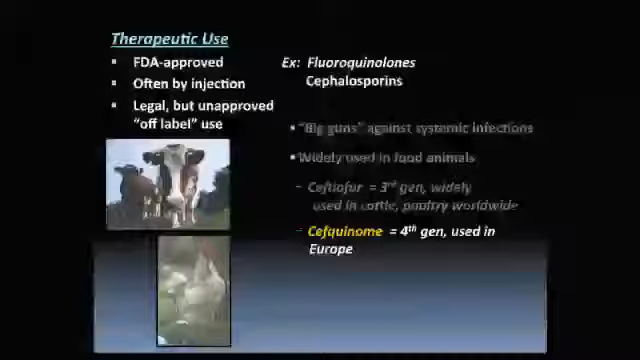 Therapeutic Use
▪ FDA-approved
▪ Often by injection
▪ Legal, but unapproved
"off label" use
Ex: Fluoroquinolones
Cephalosporins
▪ "Big guns" against systemic infections
▪ Widely used in food animals
– Ceftiofur = 3rd gen, widely
used in cattle, poultry worldwide
– Cefquinome = 4th gen, used in
Europe